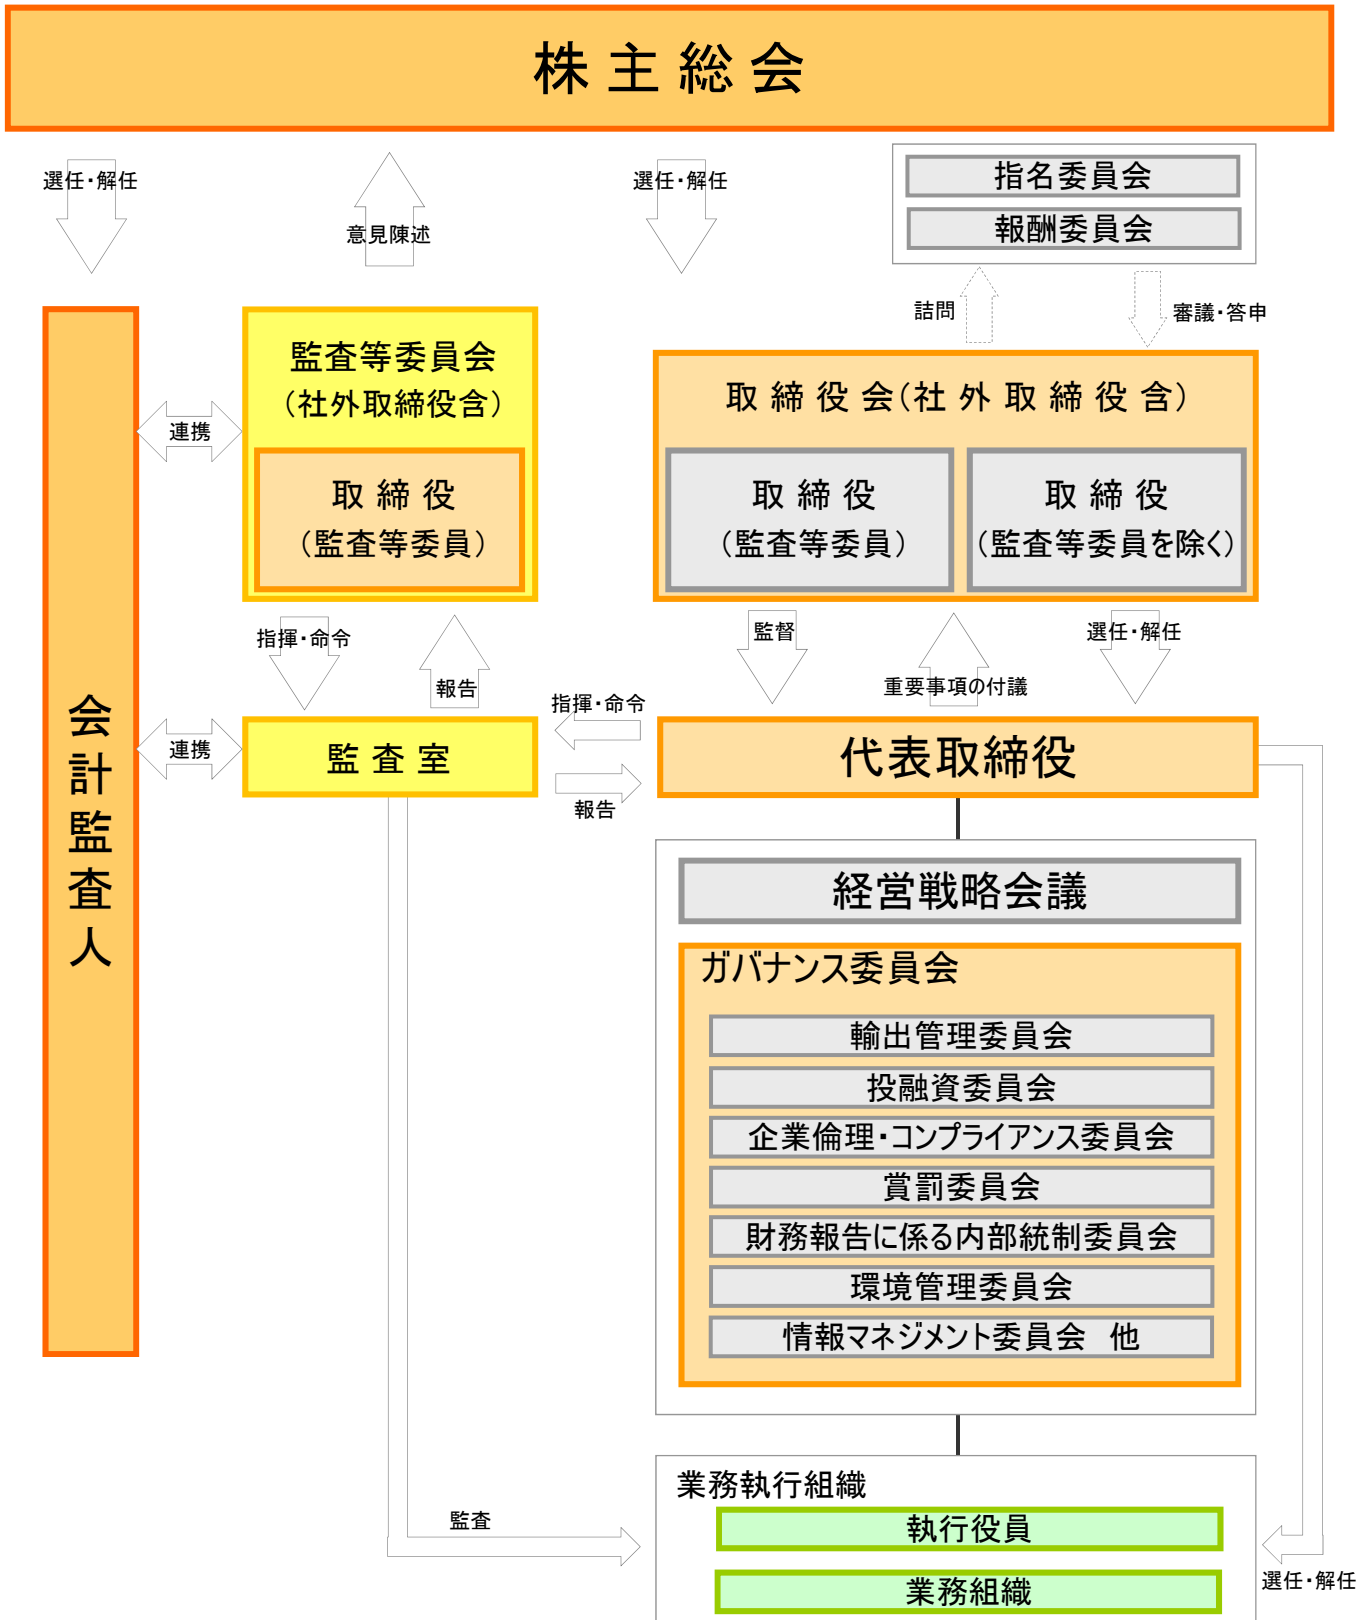 株主総会
選任・解任
意見陳述
選任・解任
指名委員会
報酬委員会
詰問
審議・答申
監査等委員会
（社外取締役含）
取締役
（監査等委員）
連携
取締役会（社外取締役含）
取締役
（監査等委員）
取締役
（監査等委員を除く）
指揮・命令
報告
監督
重要事項の付議
選任・解任
会計監査人
連携
監査室
指揮・命令
報告
代表取締役
経営戦略会議
ガバナンス委員会
輸出管理委員会
投融資委員会
企業倫理・コンプライアンス委員会
賞罰委員会
財務報告に係る内部統制委員会
環境管理委員会
情報マネジメント委員会　他
業務執行組織
執行役員
業務組織
監査
選任・解任